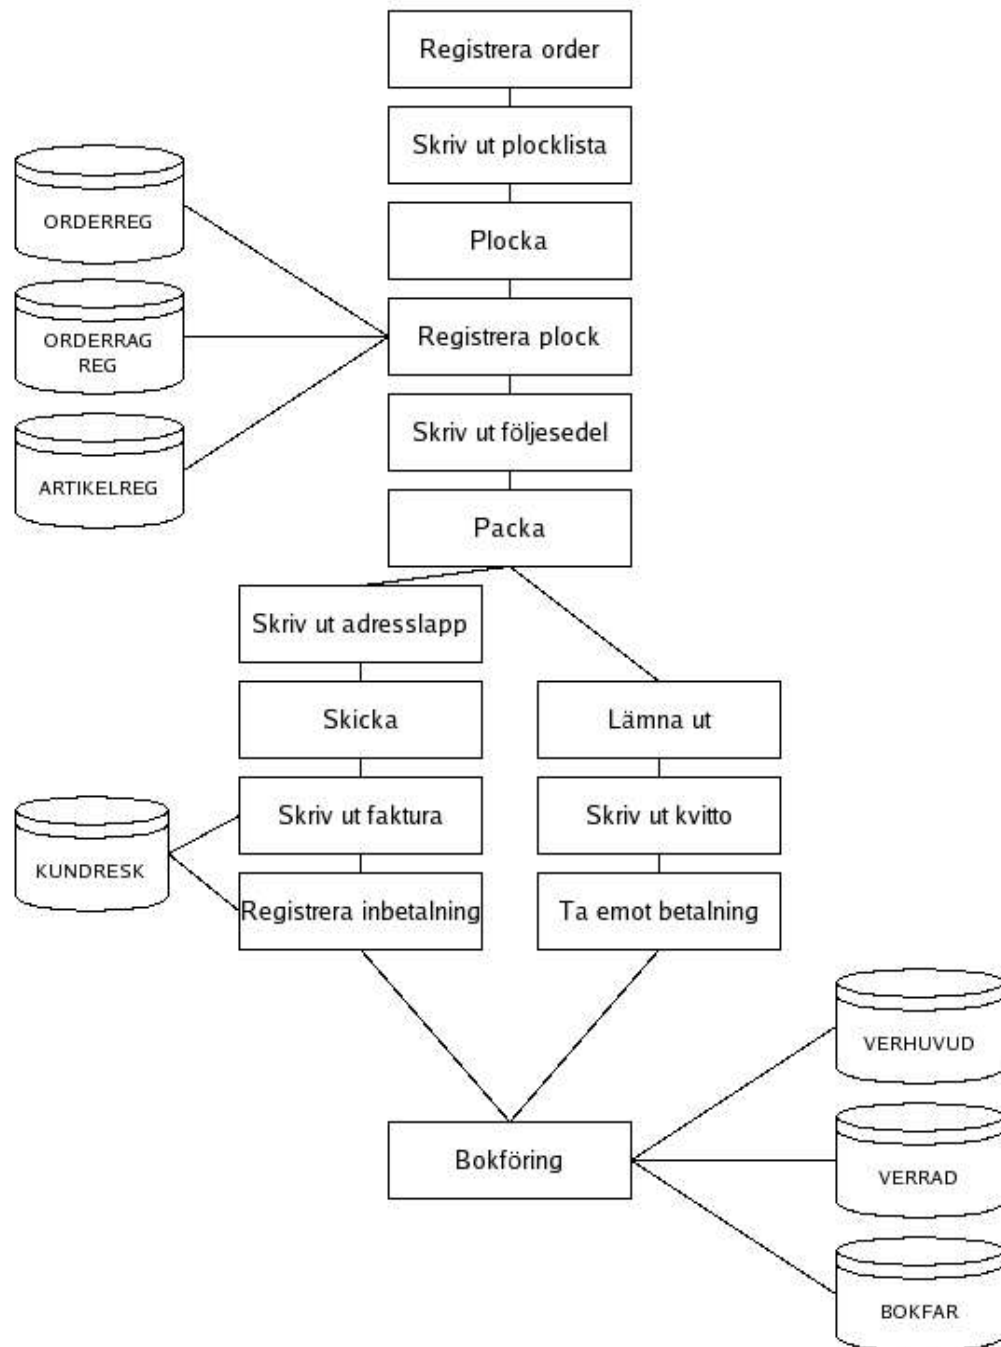 Registrera order
Skriv ut plocklista
Plocka
ORDERREG
ORDERRAG
REG
ARTIKELREG
Registrera plock
Skriv ut följesedel
Packa
Skriv ut adresslapp
Skicka
Lämna ut
Skriv ut faktura
Skriv ut kvitto
KUNDRESK
Registrera inbetalning
Ta emot betalning
Bokföring
VERHUVUD
VERRAD
BOKFAR